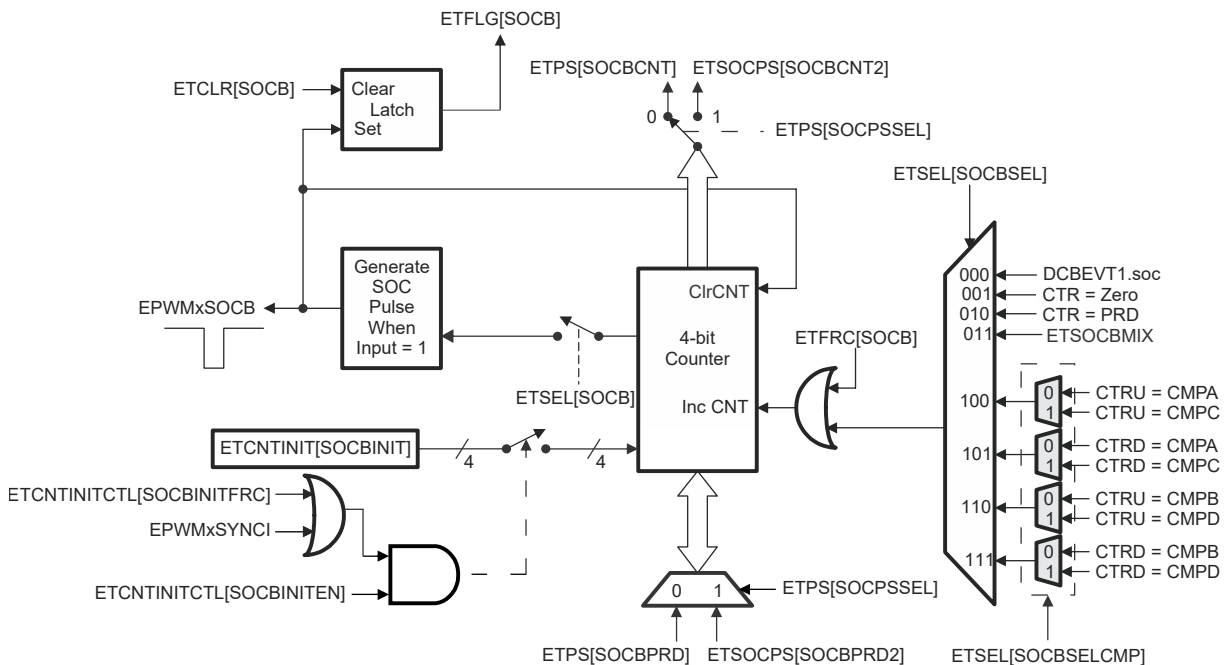 ETFLG[SOCB]
ETPS[SOCBCNT] ETSOCPS[SOCBCNT2]
ETCLR[SOCB]
Clear
Latch
Set
0 1
ETPS[SOCPSSEL]
ETSEL[SOCBSEL]
Generate
SOC
Pulse
When
Input = 1
EPWMxSOCB
ClrCNT
4-bit
Counter
Inc CNT
ETSEL[SOCB]
ETFRC[SOCB]
000 DCBEVT1.soc
001 CTR = Zero
010 CTR = PRD
011 ETSOCBMIX
100
0 CTRU = CMPA
1 CTRU = CMPC
101
0 CTRD = CMPA
1 CTRD = CMPC
110
0 CTRU = CMPB
1 CTRU = CMPD
111
0 CTRD = CMPB
1 CTRD = CMPD
ETCNTINIT[SOCBINIT]
4 4
ETCNTINITCTL[SOCBINITFRC]
EPWMxSYNCI
ETCNTINITCTL[SOCBINITEN]
0 1
ETPS[SOCPSSEL]
ETPS[SOCBPRD] ETSOCPS[SOCBPRD2]
ETSEL[SOCBSELCMP]